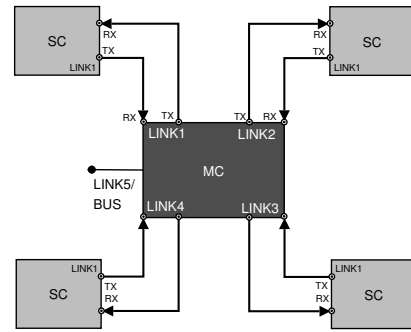 SC
RX
TX
LINK1
RX
TX
SC
RX
TX
LINK1
TX
RX
LINK1
LINK2
MC
LINK5/
BUS
LINK4
LINK3
LINK1
SC
TX
RX
LINK1
SC
TX
RX